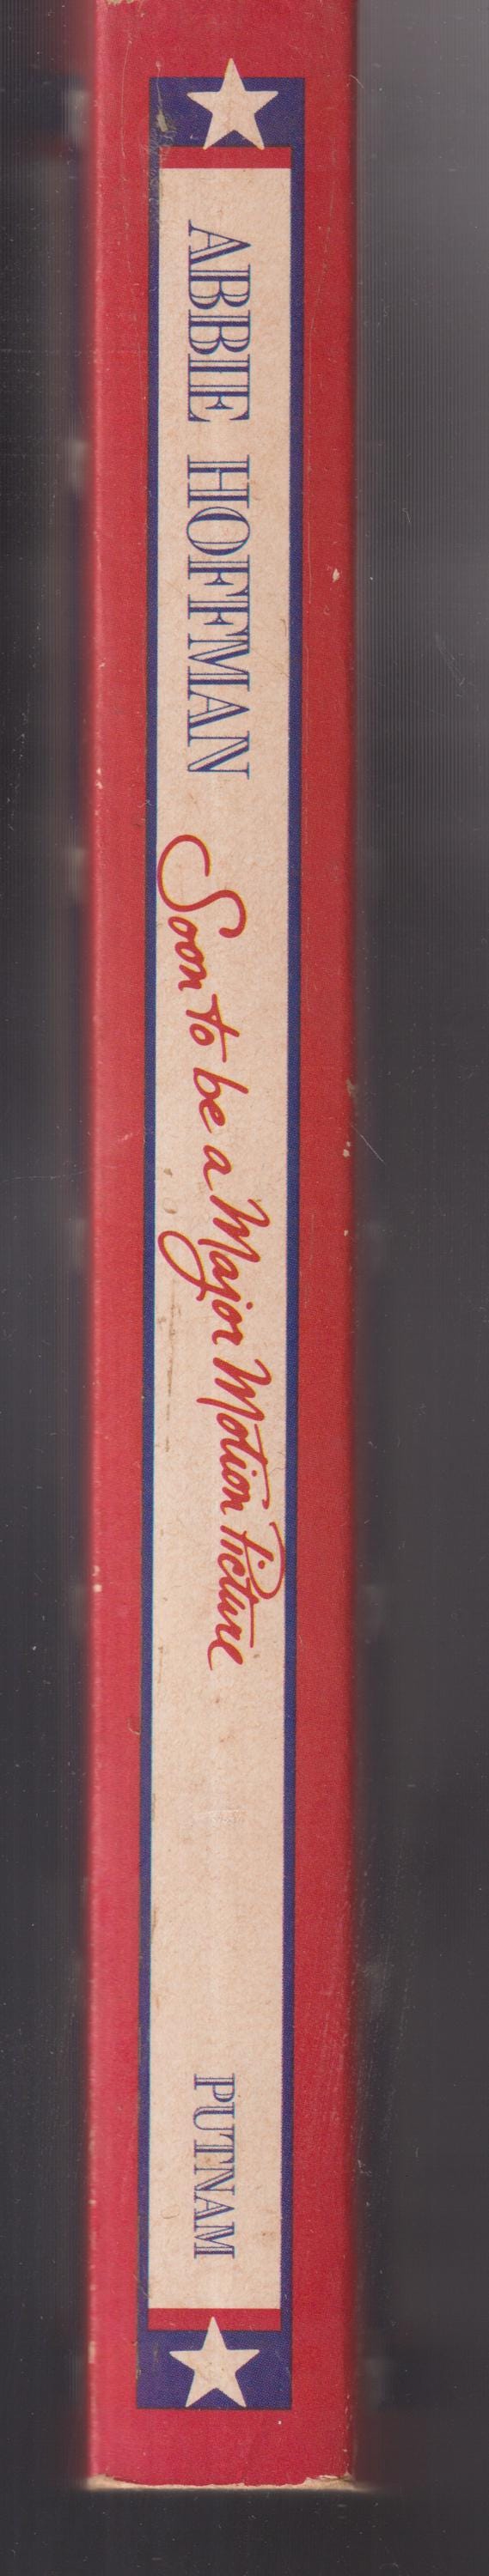 ABBIE HOFFMAN
Soon to be a Major Motion Picture
PUTNAM